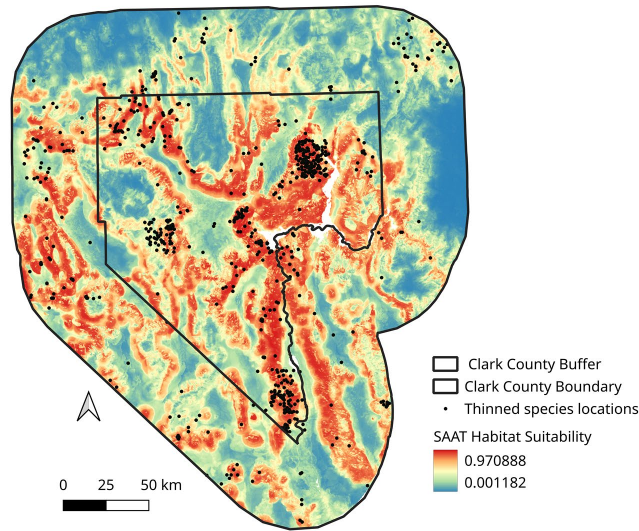 Clark County Buffer
Clark County Boundary
Thinned species locations
SAAT Habitat Suitability
0.970888
0.001182
0 25 50 km